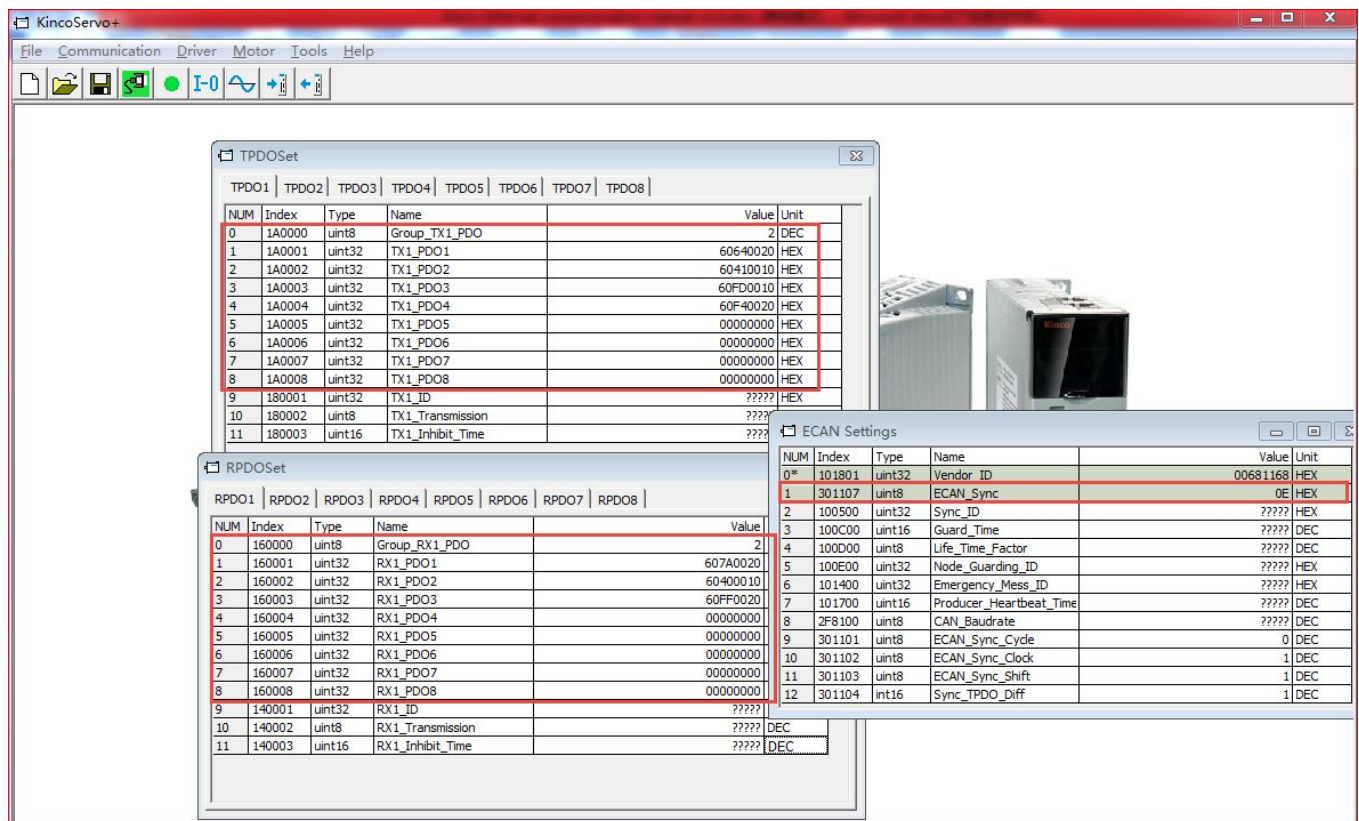 KincoServo+
File Communication Driver Motor Tools Help
I-0
TPDOSet
TPDO1 TPDO2 TPDO3 TPDO4 TPDO5 TPDO6 TPDO7 TPDO8
NUM Index Type Name Value Unit
0 1A0000 uint8 Group_TX1_PDO 2 DEC
1 1A0001 uint32 TX1_PDO1 60640020 HEX
2 1A0002 uint32 TX1_PDO2 60410010 HEX
3 1A0003 uint32 TX1_PDO3 60FD0010 HEX
4 1A0004 uint32 TX1_PDO4 60F40020 HEX
5 1A0005 uint32 TX1_PDO5 00000000 HEX
6 1A0006 uint32 TX1_PDO6 00000000 HEX
7 1A0007 uint32 TX1_PDO7 00000000 HEX
8 1A0008 uint32 TX1_PDO8 00000000 HEX
9 180001 uint32 TX1_ID ????? HEX
10 180002 uint8 TX1_Transmission ????
11 180003 uint16 TX1_Inhibit_Time ????
Kinco
RPDOSet
RPDO1 RPDO2 RPDO3 RPDO4 RPDO5 RPDO6 RPDO7 RPDO8
NUM Index Type Name Value
0 160000 uint8 Group_RX1_PDO 2
1 160001 uint32 RX1_PDO1 607A0020
2 160002 uint32 RX1_PDO2 60400010
3 160003 uint32 RX1_PDO3 60FF0020
4 160004 uint32 RX1_PDO4 00000000
5 160005 uint32 RX1_PDO5 00000000
6 160006 uint32 RX1_PDO6 00000000
7 160007 uint32 RX1_PDO7 00000000
8 160008 uint32 RX1_PDO8 00000000
9 140001 uint32 RX1_ID ?????
10 140002 uint8 RX1_Transmission ????? DEC
11 140003 uint16 RX1_Inhibit_Time ????? DEC
ECAN Settings
NUM Index Type Name Value Unit
0* 101801 uint32 Vendor_ID 00681168 HEX
1 301107 uint8 ECAN_Sync 0E HEX
2 100500 uint32 Sync_ID ????? HEX
3 100C00 uint16 Guard_Time ????? DEC
4 100D00 uint8 Life_Time_Factor ????? DEC
5 100E00 uint32 Node_Guarding_ID ????? HEX
6 101400 uint32 Emergency_Mess_ID ????? HEX
7 101700 uint16 Producer_Heartbeat_Time ????? DEC
8 2F8100 uint8 CAN_Baudrate ????? DEC
9 301101 uint8 ECAN_Sync_Cycle 0 DEC
10 301102 uint8 ECAN_Sync_Clock 1 DEC
11 301103 uint8 ECAN_Sync_Shift 1 DEC
12 301104 int16 Sync_TPDO_Diff 1 DEC